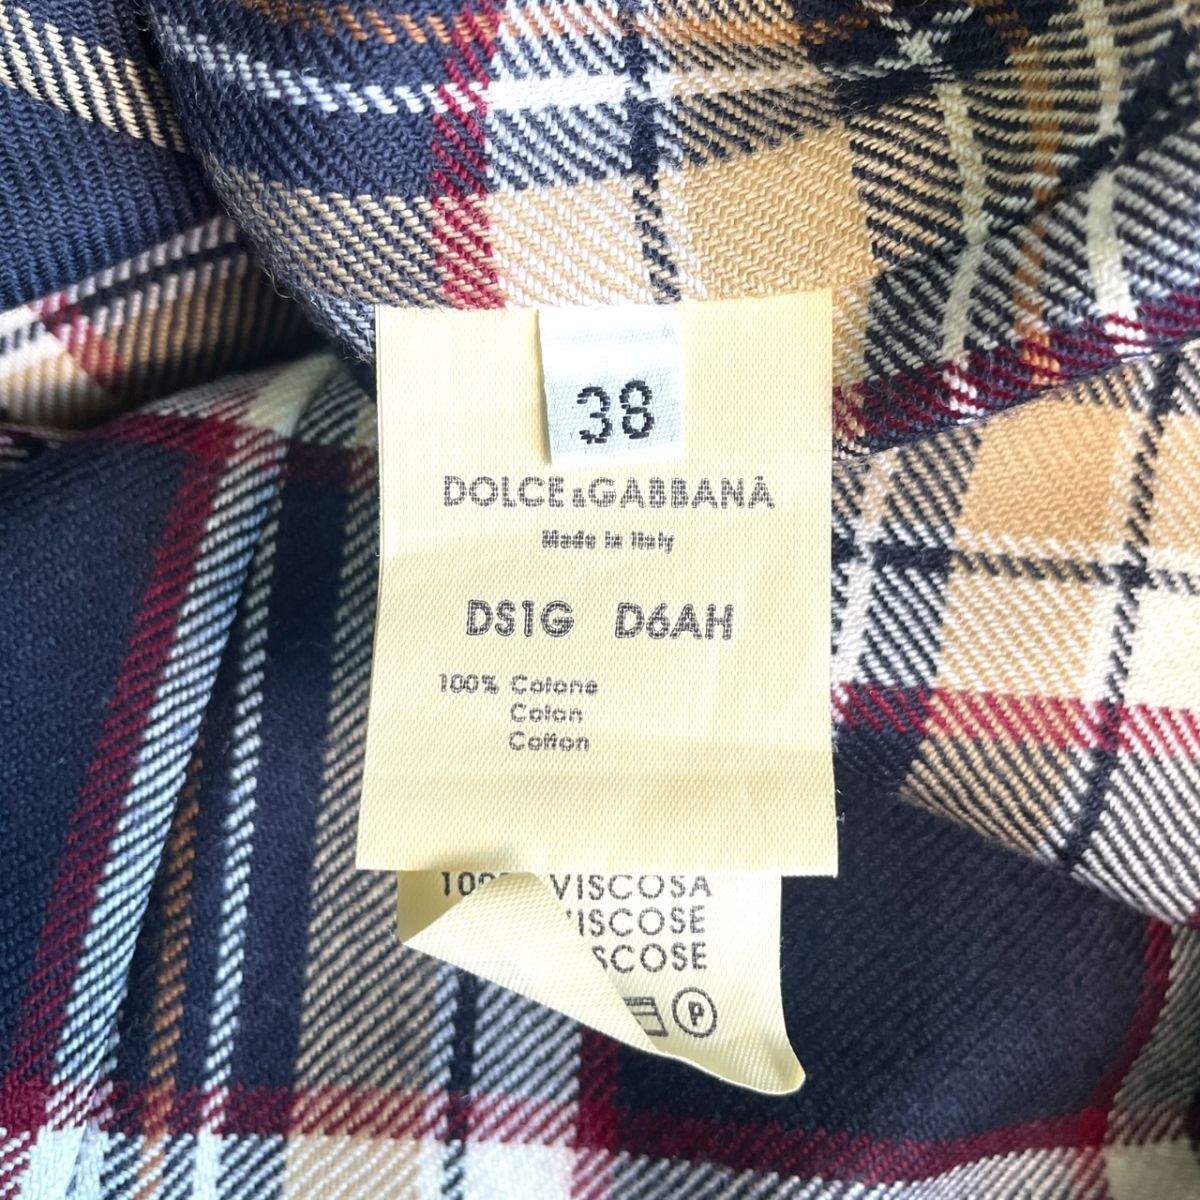 38
DOLCE&GABBANA
Made in Italy
DS1G D6AH
100% Cotone
Coton
Cotton
VISCOSA
VISCOSE
SCOSE
P